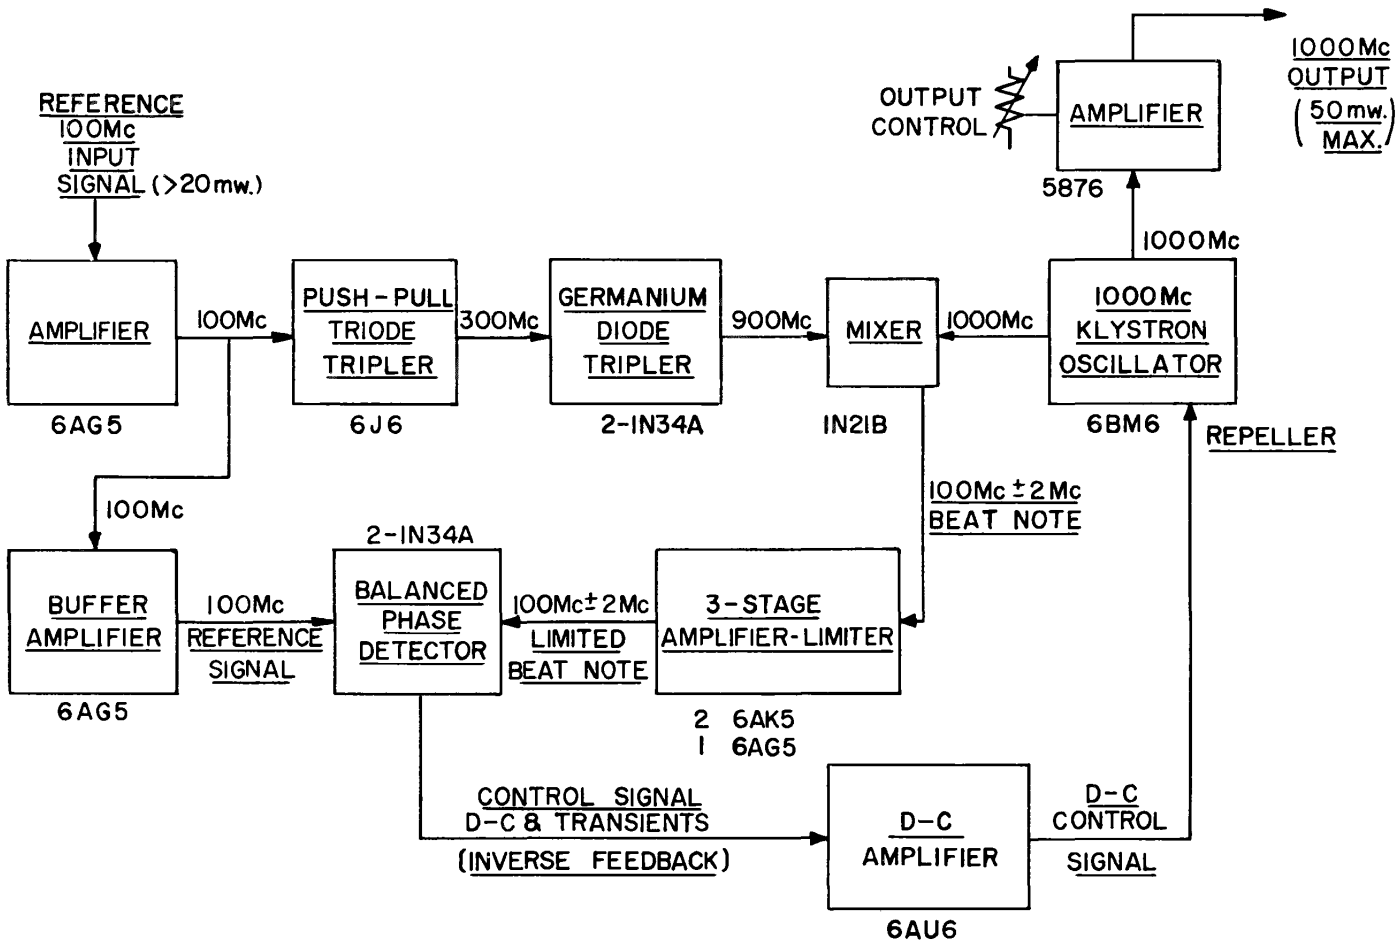 REFERENCE
100Mc
INPUT
SIGNAL (>20mw.)
AMPLIFIER
6AG5
100Mc
PUSH-PULL
TRIODE
TRIPLER
6J6
300Mc
GERMANIUM
DIODE
TRIPLER
2-1N34A
900Mc
MIXER
1N21B
1000Mc
1000Mc
KLYSTRON
OSCILLATOR
6BM6
REPELLER
1000Mc
OUTPUT
CONTROL
AMPLIFIER
5876
1000Mc
OUTPUT
(50mw.
MAX.)
100Mc
BUFFER
AMPLIFIER
6AG5
100Mc
REFERENCE
SIGNAL
2-1N34A
BALANCED
PHASE
DETECTOR
100Mc±2Mc
LIMITED
BEAT NOTE
3-STAGE
AMPLIFIER-LIMITER
2 6AK5
1 6AG5
100Mc±2Mc
BEAT NOTE
CONTROL SIGNAL
D-C & TRANSIENTS
(INVERSE FEEDBACK)
D-C
AMPLIFIER
6AU6
D-C
CONTROL
SIGNAL